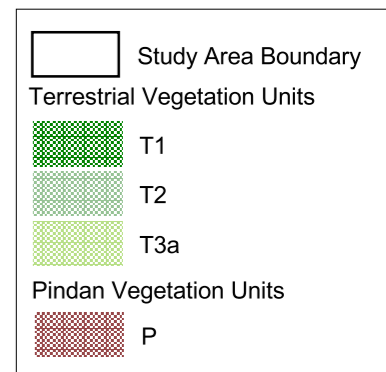 Study Area Boundary
Terrestrial Vegetation Units
T1
T2
T3a
Pindan Vegetation Units
P